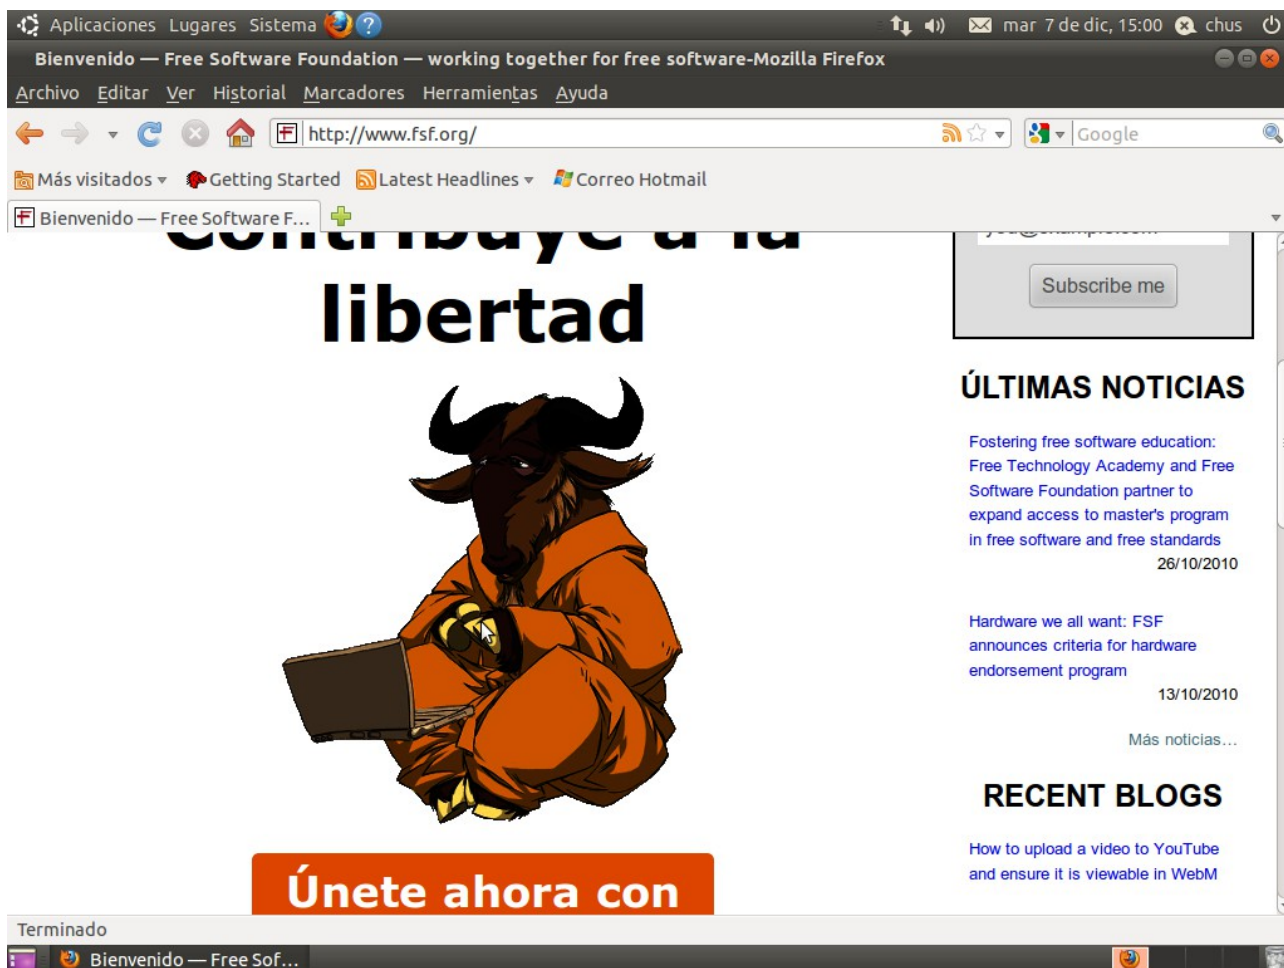 Aplicaciones Lugares Sistema mar 7 de dic, 15:00 chus
Bienvenido — Free Software Foundation — working together for free software-Mozilla Firefox
Archivo Editar Ver Historial Marcadores Herramientas Ayuda
http://www.fsf.org/ Google
Más visitados Getting Started Latest Headlines Correo Hotmail
Bienvenido — Free Software F...
Contribuye a la
libertad
you@example.com
Subscribe me
ÚLTIMAS NOTICIAS
Fostering free software education:
Free Technology Academy and Free
Software Foundation partner to
expand access to master's program
in free software and free standards
26/10/2010
Hardware we all want: FSF
announces criteria for hardware
endorsement program
13/10/2010
Más noticias…
RECENT BLOGS
How to upload a video to YouTube
and ensure it is viewable in WebM
Únete ahora con
Terminado
Bienvenido — Free Sof...